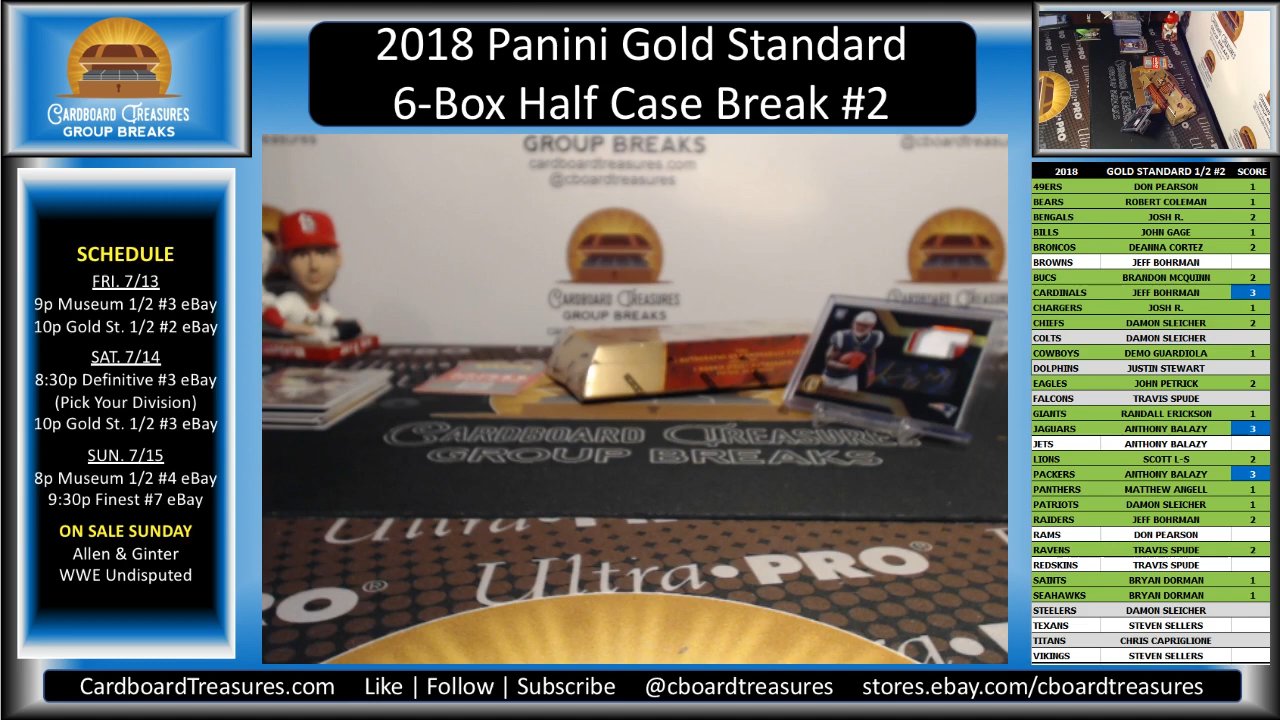 CARDBOARD TREASURES
GROUP BREAKS
2018 Panini Gold Standard
6-Box Half Case Break #2
SCHEDULE
FRI. 7/13
9p Museum 1/2 #3 eBay
10p Gold St. 1/2 #2 eBay
SAT. 7/14
8:30p Definitive #3 eBay
(Pick Your Division)
10p Gold St. 1/2 #3 eBay
SUN. 7/15
8p Museum 1/2 #4 eBay
9:30p Finest #7 eBay
ON SALE SUNDAY
Allen & Ginter
WWE Undisputed
GROUP BREAKS
cardboardtreasures.com
@cboardtreasures
CARDBOARD TREASURES
GROUP BREAKS
CARDBOARD TREASURES
GROUP BREAKS
Ultra•PRO®
2018 GOLD STANDARD 1/2 #2 SCORE
49ERS DON PEARSON 1
BEARS ROBERT COLEMAN 1
BENGALS JOSH R. 2
BILLS JOHN GAGE 1
BRONCOS DEANNA CORTEZ 2
BROWNS JEFF BOHRMAN
BUCS BRANDON MCQUINN 2
CARDINALS JEFF BOHRMAN 3
CHARGERS JOSH R. 1
CHIEFS DAMON SLEICHER 2
COLTS DAMON SLEICHER
COWBOYS DEMO GUARDIOLA 1
DOLPHINS JUSTIN STEWART
EAGLES JOHN PETRICK 2
FALCONS TRAVIS SPUDE
GIANTS RANDALL ERICKSON 1
JAGUARS ANTHONY BALAZY 3
JETS ANTHONY BALAZY
LIONS SCOTT L-S 2
PACKERS ANTHONY BALAZY 3
PANTHERS MATTHEW ANGELL 1
PATRIOTS DAMON SLEICHER 1
RAIDERS JEFF BOHRMAN 2
RAMS DON PEARSON
RAVENS TRAVIS SPUDE 2
REDSKINS TRAVIS SPUDE
SAINTS BRYAN DORMAN 1
SEAHAWKS BRYAN DORMAN 1
STEELERS DAMON SLEICHER
TEXANS STEVEN SELLERS
TITANS CHRIS CAPRIGLIONE
VIKINGS STEVEN SELLERS
CardboardTreasures.com Like | Follow | Subscribe @cboardtreasures stores.ebay.com/cboardtreasures